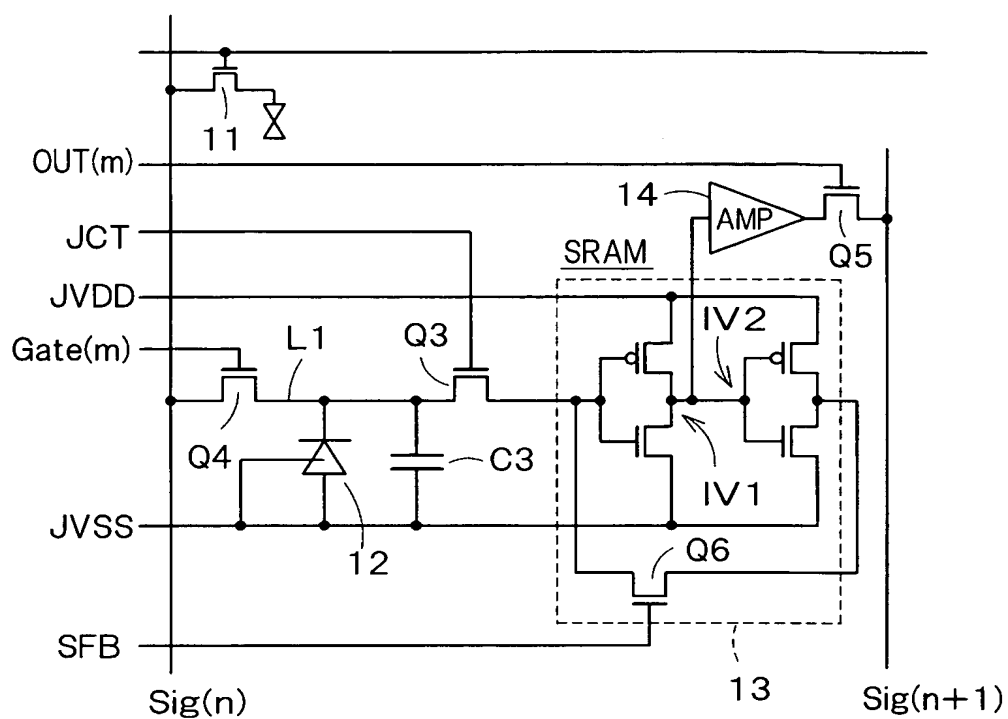 11
OUT(m)
14
AMP
Q5
JCT
SRAM
JVDD
IV2
Gate(m)
L1
Q3
Q4
C3
IV1
JVSS
12
Q6
SFB
13
Sig(n)
Sig(n+1)